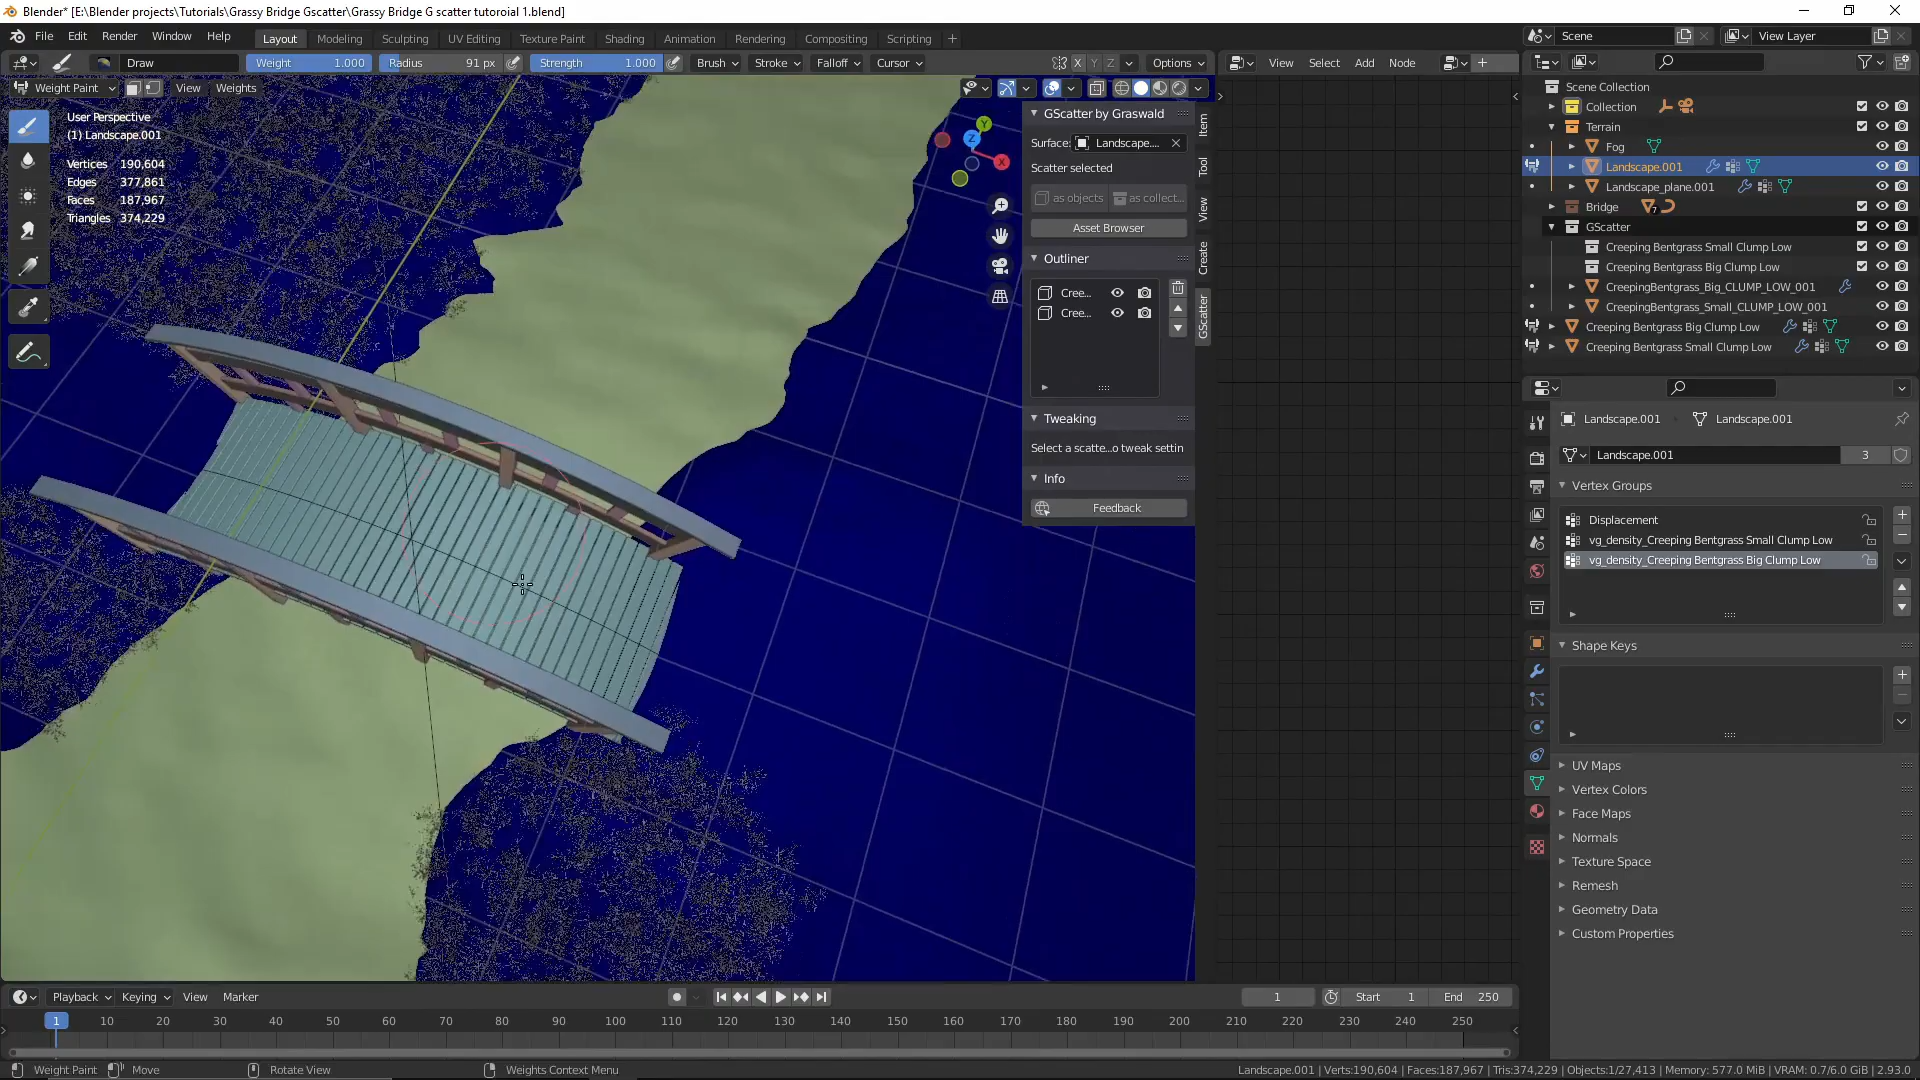 Blender* [E:\Blender projects\Tutorials\Grassy Bridge Gscatter\Grassy Bridge G scatter tutoroial 1.blend]
File Edit Render Window Help Layout Modeling Sculpting UV Editing Texture Paint Shading Animation Rendering Compositing Scripting + Scene View Layer
Draw Weight 1.000 Radius 91 px Strength 1.000 Brush Stroke Falloff Cursor X Y Z Options View Select Add Node
Weight Paint View Weights
User Perspective
(1) Landscape.001
Vertices 190,604
Edges 377,861
Faces 187,967
Triangles 374,229
Z Y X
GScatter by Graswald
Surface: Landscape....
Scatter selected
as objects as collect...
Asset Browser
Outliner
Cree...
Cree...
Tweaking
Select a scatte...o tweak settin
Info
Feedback
Item
Tool
View
Create
GScatter
Scene Collection
Collection
Terrain
Fog
Landscape.001
Landscape_plane.001
Bridge 7
GScatter
Creeping Bentgrass Small Clump Low
Creeping Bentgrass Big Clump Low
CreepingBentgrass_Big_CLUMP_LOW_001
CreepingBentgrass_Small_CLUMP_LOW_001
Creeping Bentgrass Big Clump Low
Creeping Bentgrass Small Clump Low
Landscape.001 Landscape.001
Landscape.001 3
Vertex Groups
Displacement
vg_density_Creeping Bentgrass Small Clump Low
vg_density_Creeping Bentgrass Big Clump Low
Shape Keys
UV Maps
Vertex Colors
Face Maps
Normals
Texture Space
Remesh
Geometry Data
Custom Properties
Playback Keying View Marker 1 Start 1 End 250
1 10 20 30 40 50 60 70 80 90 100 110 120 130 140 150 160 170 180 190 200 210 220 230 240 250
Weight Paint Move Rotate View Weights Context Menu Landscape.001 | Verts:190,604 | Faces:187,967 | Tris:374,229 | Objects:1/27,413 | Memory: 577.0 MiB | VRAM: 0.7/6.0 GiB | 2.93.0